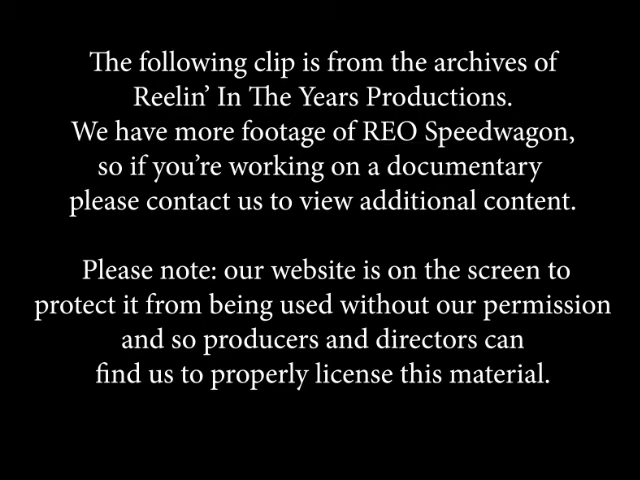 The following clip is from the archives of
Reelin’ In The Years Productions.
We have more footage of REO Speedwagon,
so if you’re working on a documentary
please contact us to view additional content.
Please note: our website is on the screen to
protect it from being used without our permission
and so producers and directors can
find us to properly license this material.